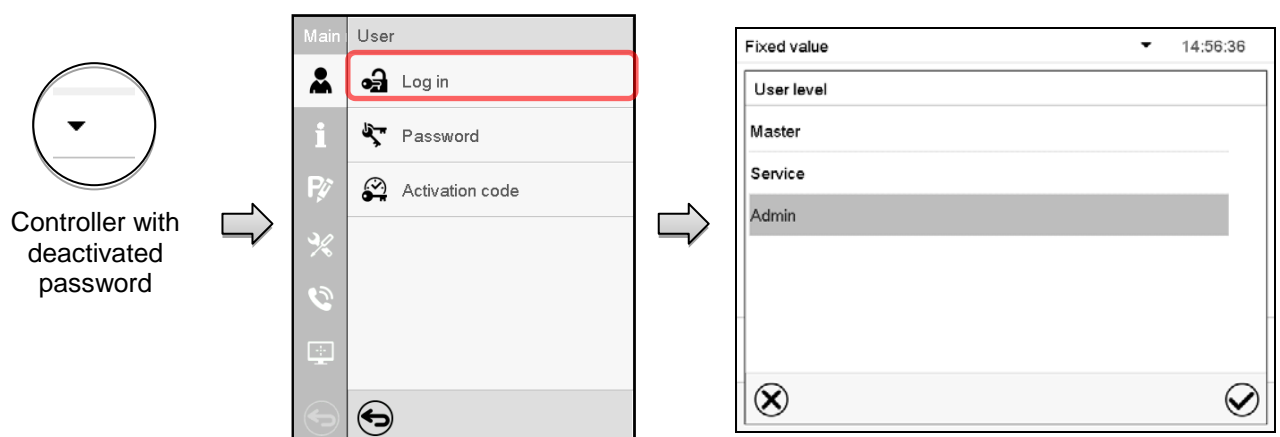 Controller with
deactivated
password
Main
User
Log in
Password
Activation code
Fixed value
14:56:36
User level
Master
Service
Admin